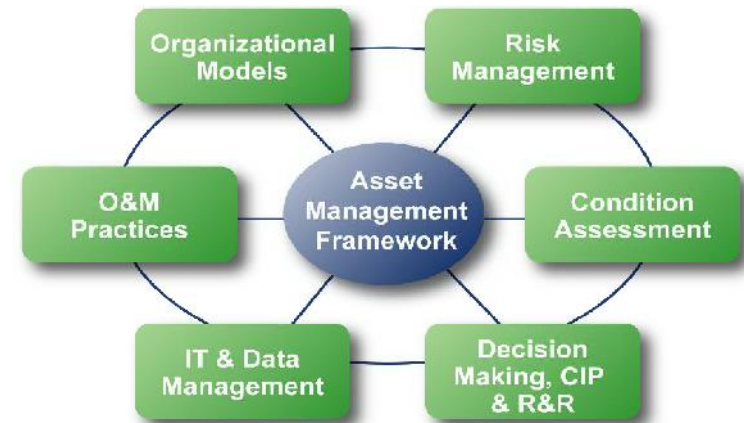 Organizational
Models
Risk
Management
O&M
Practices
Asset
Management
Framework
Condition
Assessment
IT & Data
Management
Decision
Making, CIP
& R&R